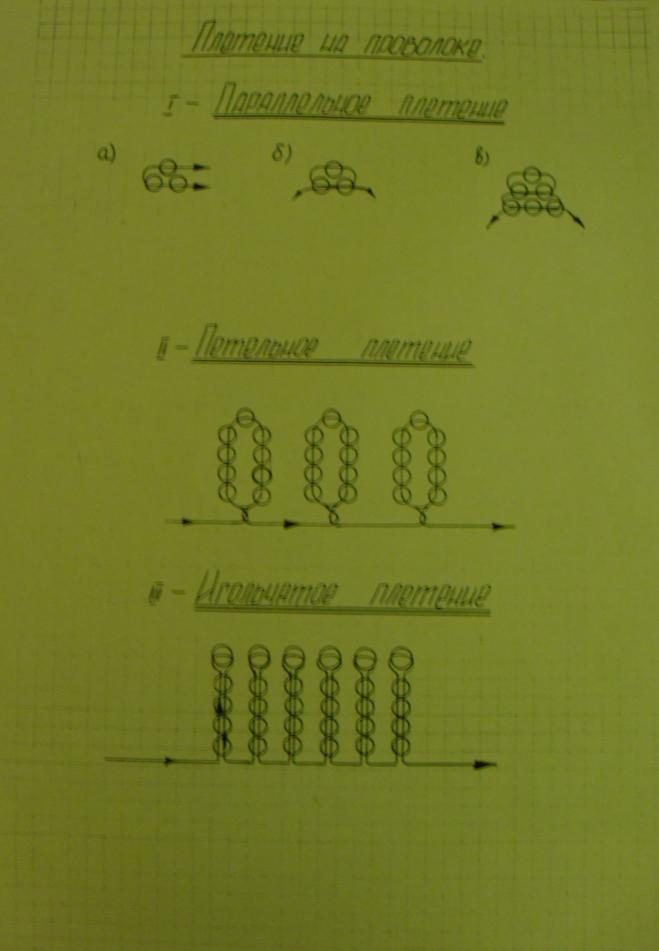 Плетение на проволоке.
I - Параллельное плетение
а) б) в)
II - Петельное плетение
III - Игольчатое плетение